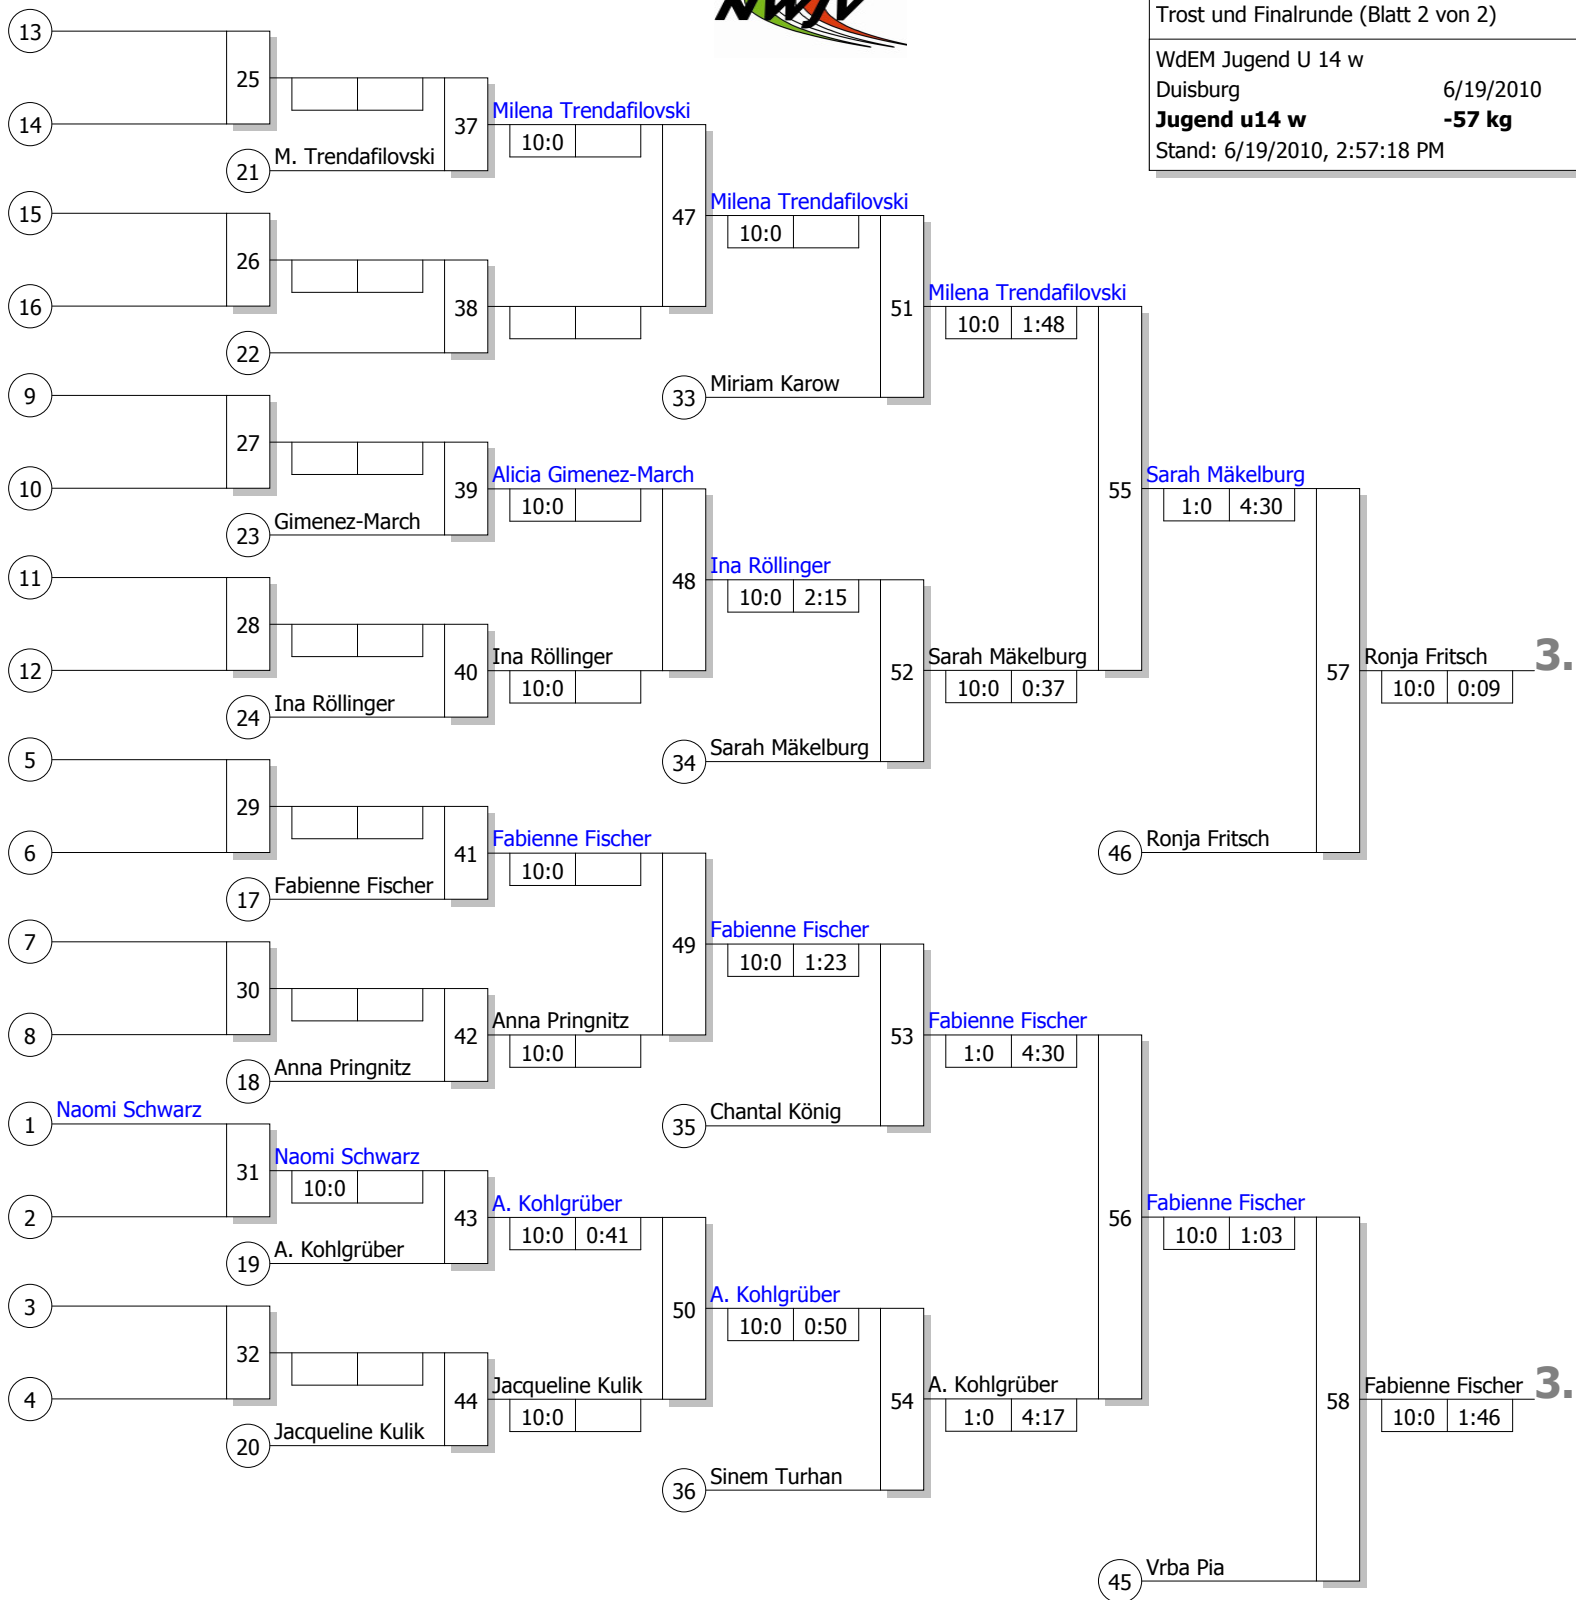 NWJV
Trost und Finalrunde (Blatt 2 von 2)
WdEM Jugend U 14 w
Duisburg 6/19/2010
Jugend u14 w -57 kg
Stand: 6/19/2010, 2:57:18 PM
13
25
14
37
Milena Trendafilovski
10:0
21
M. Trendafilovski
15
26
16
38
22
47
Milena Trendafilovski
10:0
51
Milena Trendafilovski
10:0 1:48
33
Miriam Karow
9
27
10
39
Alicia Gimenez-March
10:0
23
Gimenez-March
11
28
12
40
Ina Röllinger
10:0
24
Ina Röllinger
48
Ina Röllinger
10:0 2:15
52
Sarah Mäkelburg
10:0 0:37
34
Sarah Mäkelburg
55
Sarah Mäkelburg
1:0 4:30
57
Ronja Fritsch
3.
10:0 0:09
46
Ronja Fritsch
5
29
6
41
Fabienne Fischer
10:0
17
Fabienne Fischer
7
30
8
42
Anna Pringnitz
10:0
18
Anna Pringnitz
49
Fabienne Fischer
10:0 1:23
53
Fabienne Fischer
1:0 4:30
35
Chantal König
1
Naomi Schwarz
31
2
Naomi Schwarz
10:0
43
A. Kohlgrüber
10:0 0:41
19
A. Kohlgrüber
3
32
4
44
Jacqueline Kulik
10:0
20
Jacqueline Kulik
50
A. Kohlgrüber
10:0 0:50
54
A. Kohlgrüber
1:0 4:17
36
Sinem Turhan
56
Fabienne Fischer
10:0 1:03
58
Fabienne Fischer
3.
10:0 1:46
45
Vrba Pia